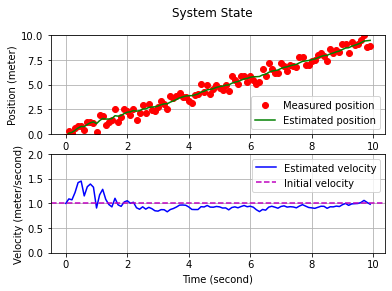 System State
Position (meter)
10.0
7.5
5.0
2.5
0.0
Measured position
Estimated position
0 2 4 6 8 10
Velocity (meter/second)
2.0
1.5
1.0
0.5
0.0
Estimated velocity
Initial velocity
0 2 4 6 8 10
Time (second)